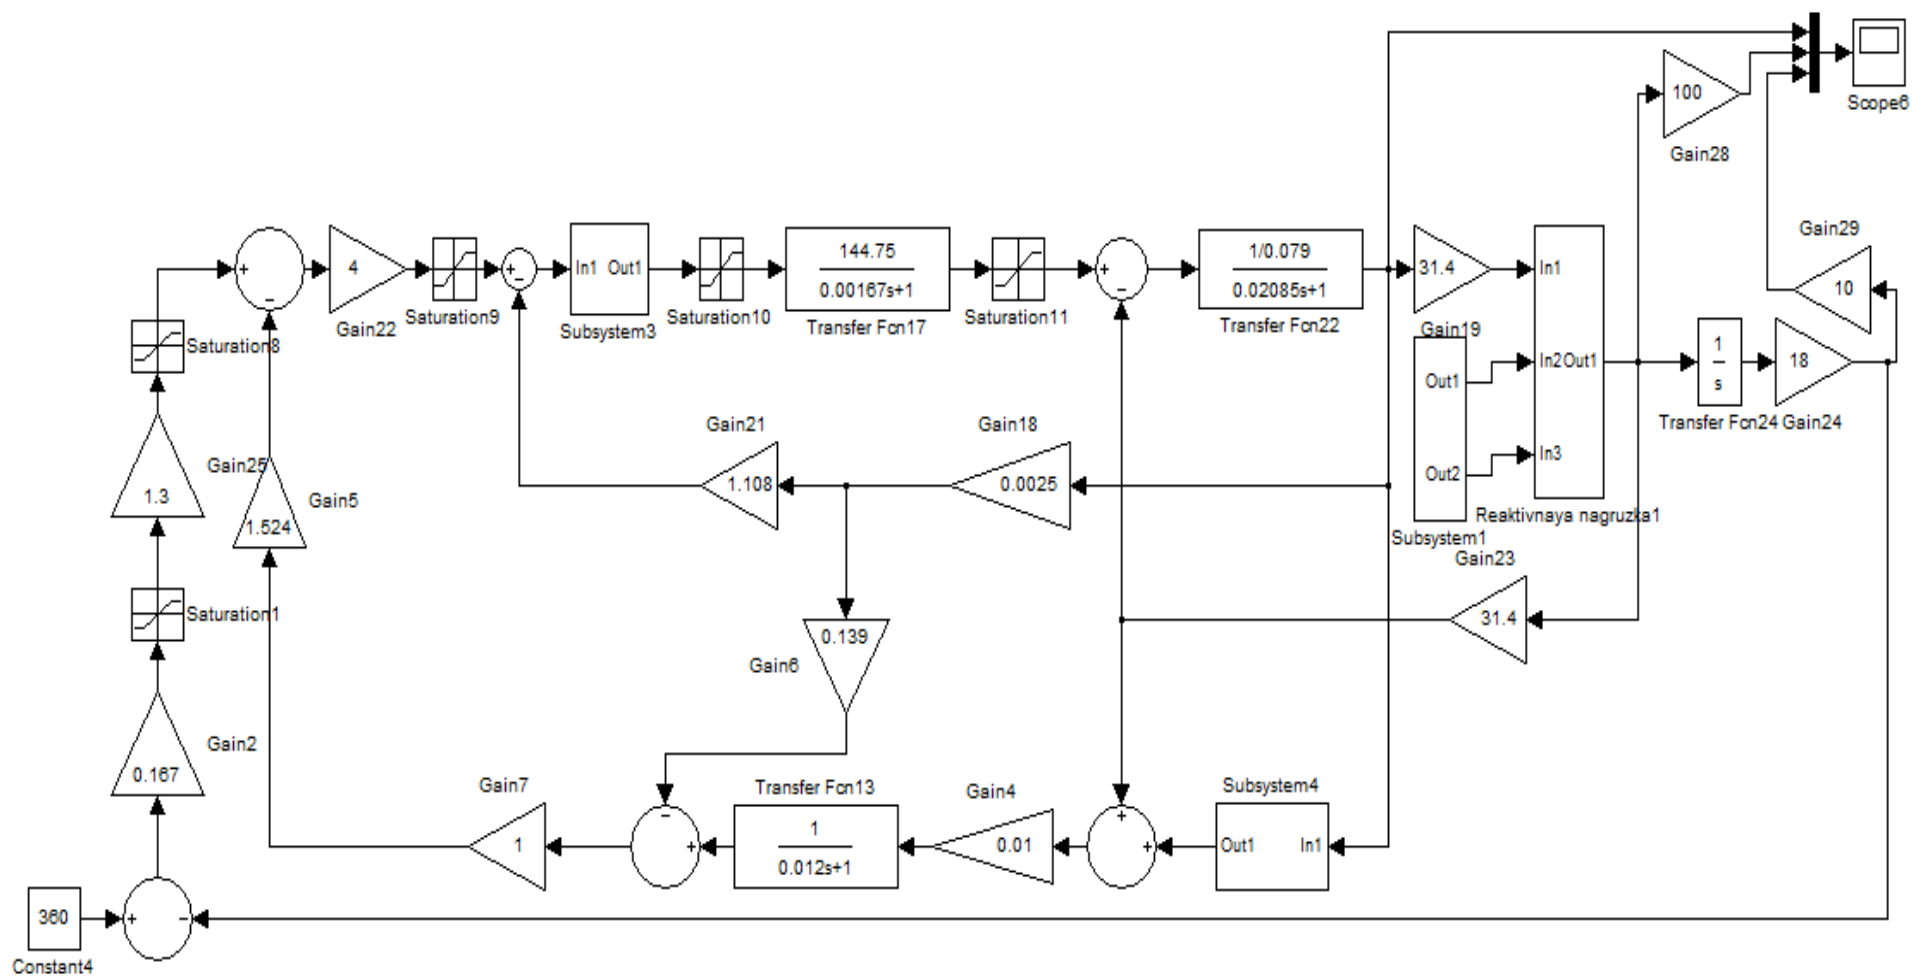 Scope6
100
Gain28
Gain29
10
+
-
4
Gain22
Saturation9
+
-
In1 Out1
Subsystem3
Saturation10
144.75
0.00167s+1
Transfer Fcn17
Saturation11
+
-
1/0.079
0.02085s+1
Transfer Fcn22
31.4
Gain19
In1
In2 Out1
In3
Reaktivnaya nagruzka1
Out1
Out2
Subsystem1
1
s
Transfer Fcn24
18
Gain24
Saturation8
1.3
Gain25
1.524
Gain5
Gain21
1.108
Gain18
0.0025
Gain23
31.4
Saturation1
0.139
Gain6
0.167
Gain2
Gain7
1
-
+
Transfer Fcn13
1
0.012s+1
Gain4
0.01
+
+
Subsystem4
Out1 In1
360
Constant4
+
-